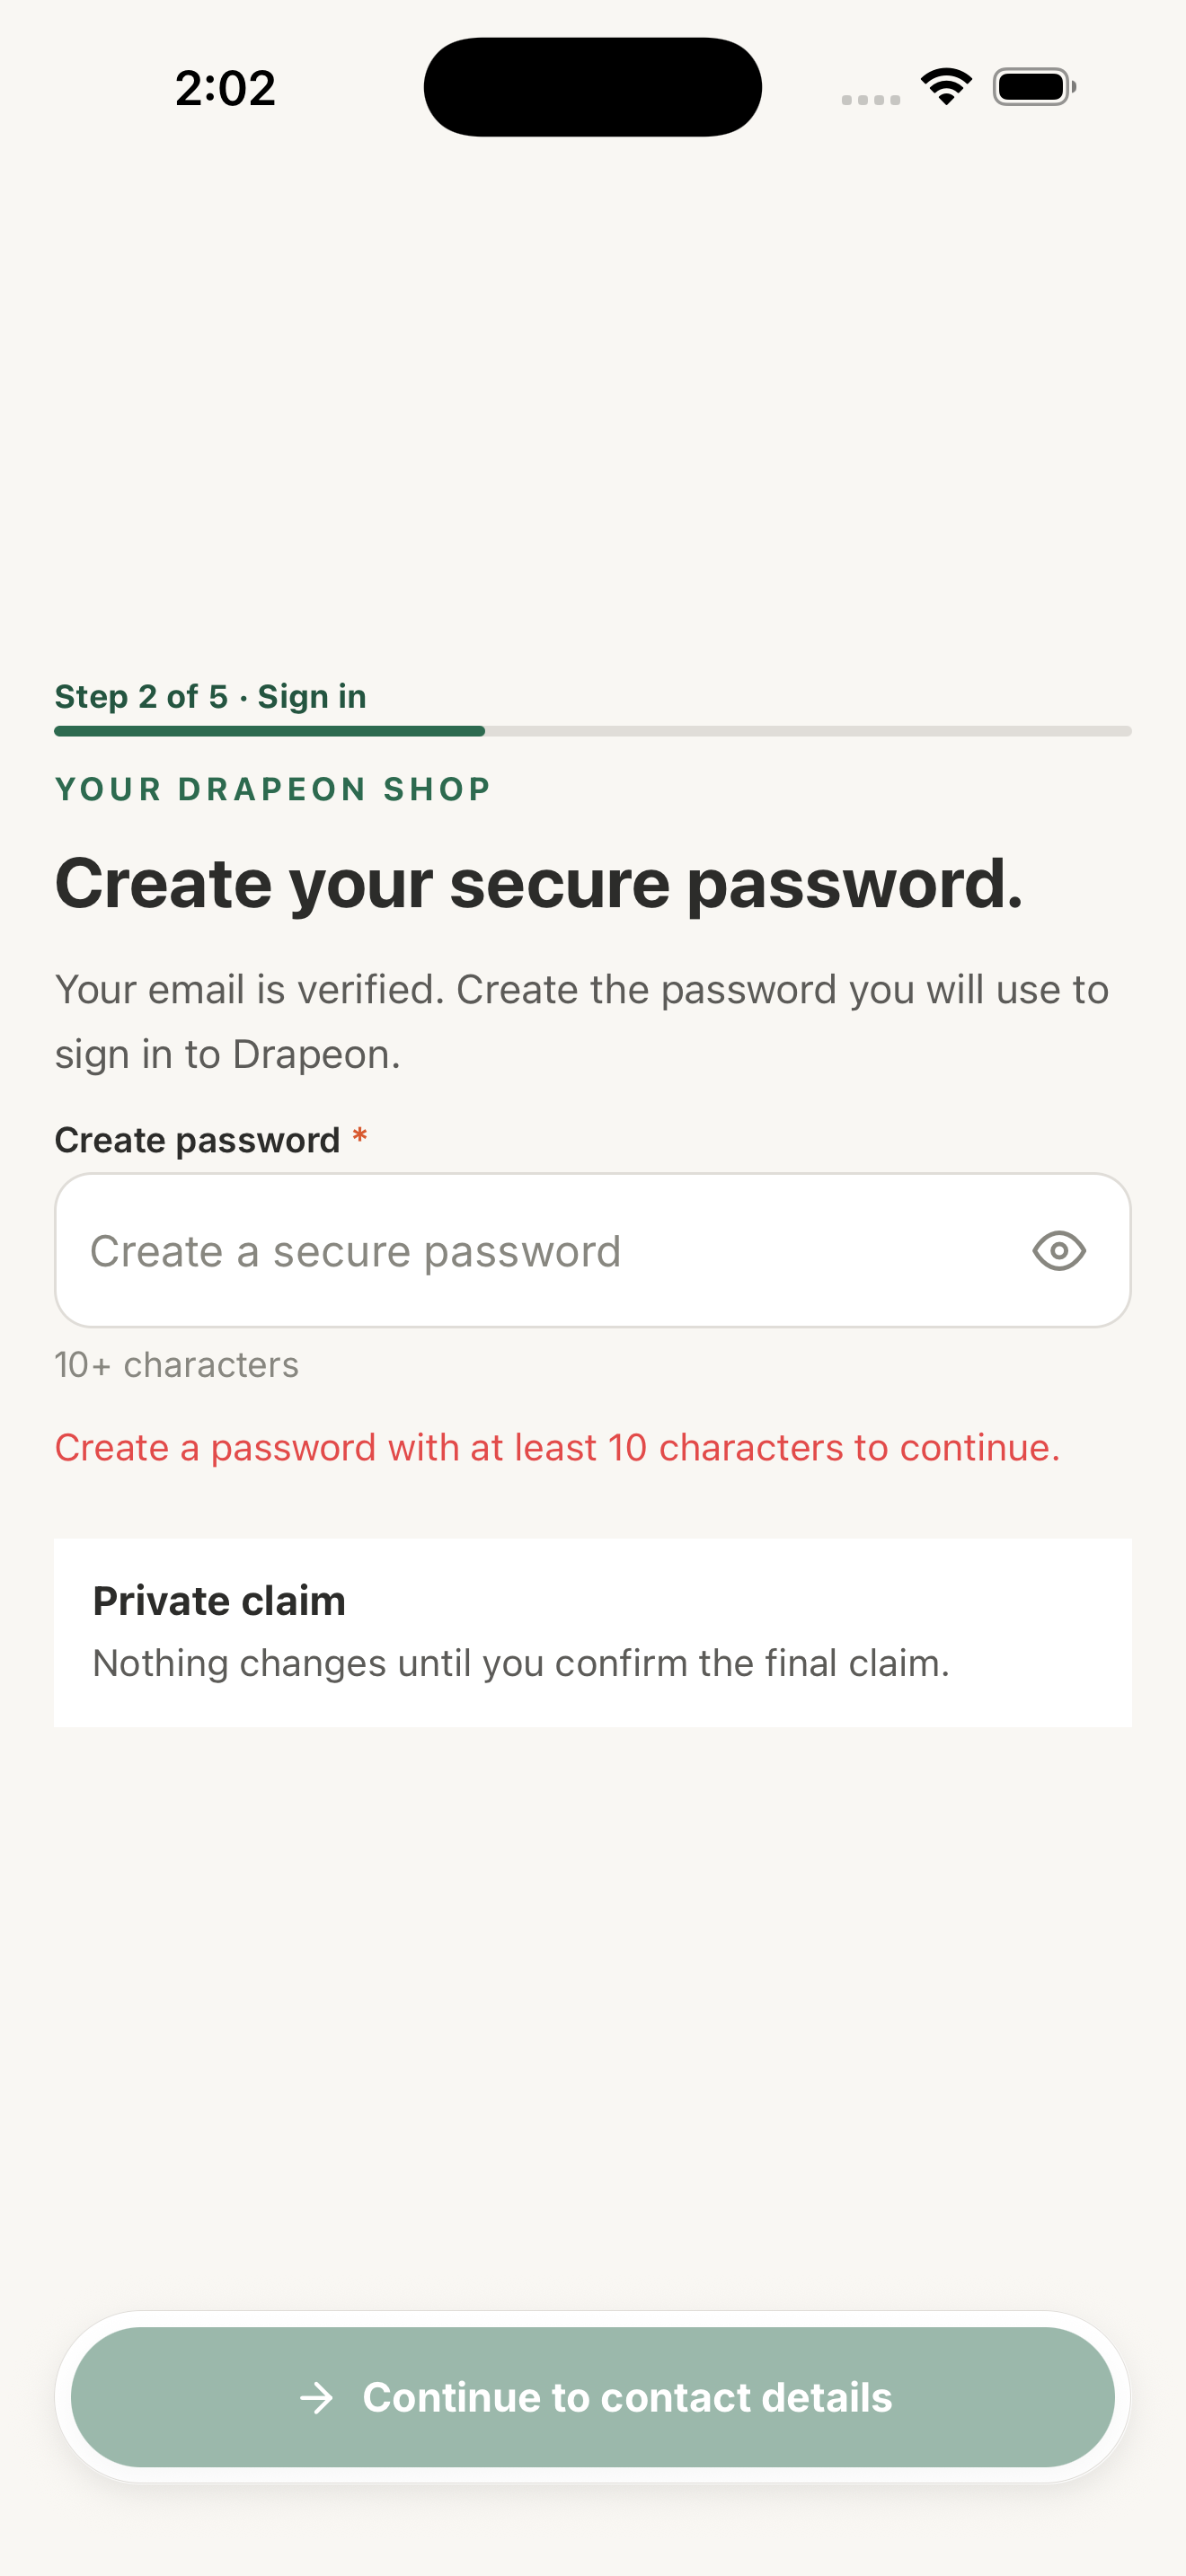 2:02
Step 2 of 5 · Sign in
YOUR DRAPEON SHOP
Create your secure password.
Your email is verified. Create the password you will use to
sign in to Drapeon.
Create password *
Create a secure password
10+ characters
Create a password with at least 10 characters to continue.
Private claim
Nothing changes until you confirm the final claim.
Continue to contact details